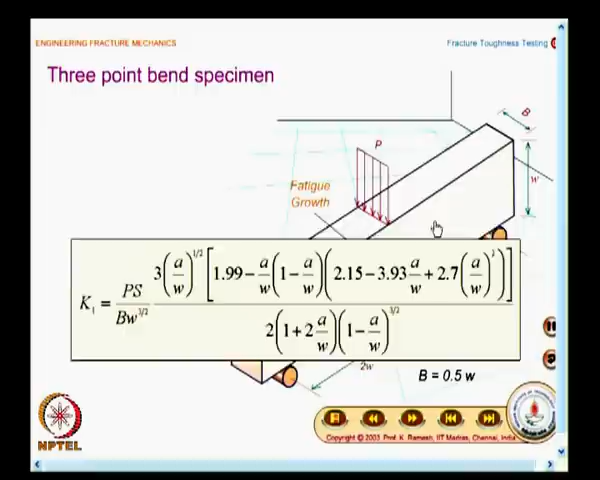 ENGINEERING FRACTURE MECHANICS
Fracture Toughness Testing
Three point bend specimen
B
P
w
Fatigue
Growth
K₁ = PS/(Bw^{3/2}) · 3(a/w)^{1/2}[1.99−(a/w)(1−a/w)(2.15−3.93(a/w)+2.7(a/w)^2)] / 2(1+2(a/w))(1−a/w)^{3/2}
2w
B = 0.5 w
NPTEL
Copyright © 2003 Prof. K. Ramesh, IIT Madras, Chennai, India